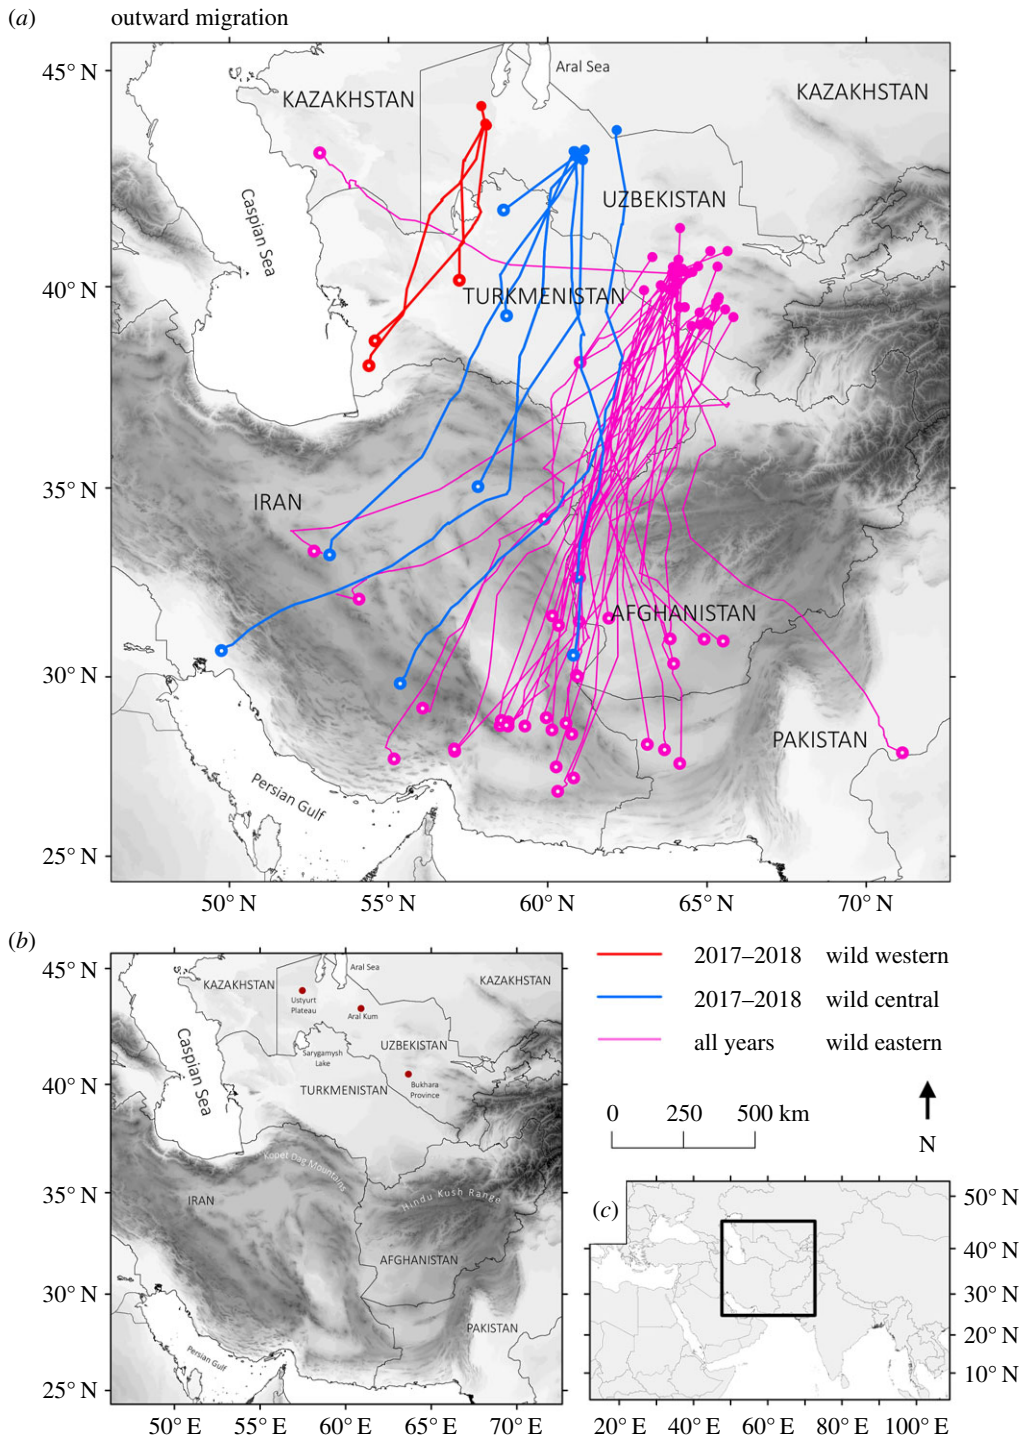 (a) outward migration
45° N
40° N
35° N
30° N
25° N
Aral Sea
KAZAKHSTAN
KAZAKHSTAN
Caspian Sea
UZBEKISTAN
TURKMENISTAN
IRAN
AFGHANISTAN
PAKISTAN
Persian Gulf
50° N 55° N 60° N 65° N 70° N
(b)
45° N
40° N
35° N
30° N
25° N
Aral Sea
KAZAKHSTAN
KAZAKHSTAN
Ustyurt
Plateau
Aral Kum
Caspian Sea
UZBEKISTAN
Sarygamysh
Lake
TURKMENISTAN
Bukhara
Province
Kopet Dag Mountains
Hindu Kush Range
IRAN
AFGHANISTAN
PAKISTAN
Persian Gulf
50° E 55° E 60° E 65° E 70° E
2017–2018 wild western
2017–2018 wild central
all years wild eastern
0 250 500 km
N
(c)
50° N
40° N
30° N
20° N
10° N
20° E 40° E 60° E 80° E 100° E